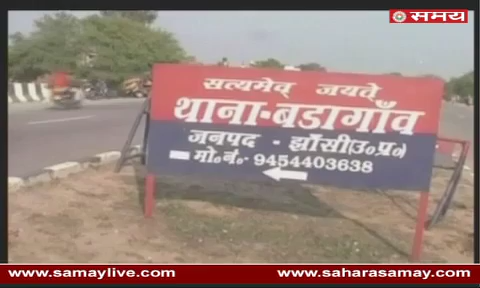 समय
सत्यमेव जयते
थाना-बडागाँव
जनपद - झाँसी(उ०प्र०)
मो०नं०- 9454403638
www.samaylive.com www.saharasamay.com